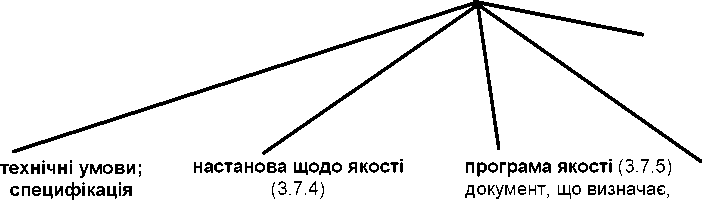 технічні умови; настанова щодо якості програма якості (3.7.5)
специфікація (3.7.4) документ, що визначає,